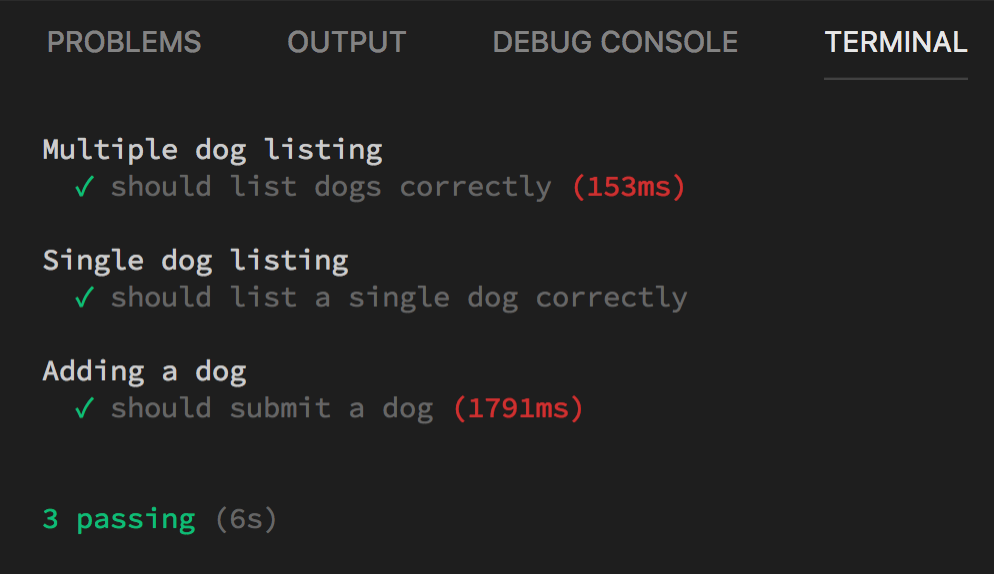 PROBLEMS OUTPUT DEBUG CONSOLE TERMINAL
Multiple dog listing
✓ should list dogs correctly (153ms)
Single dog listing
✓ should list a single dog correctly
Adding a dog
✓ should submit a dog (1791ms)
3 passing (6s)